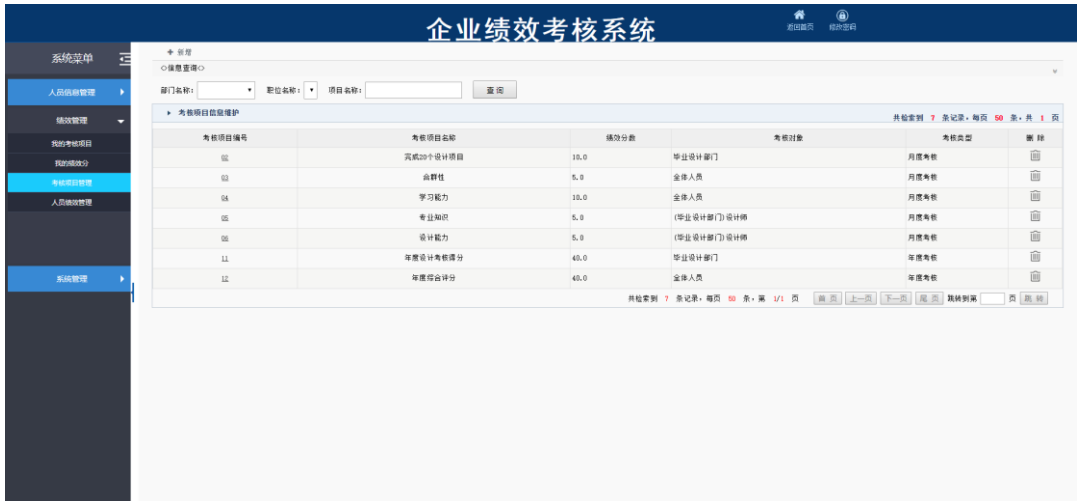 企业绩效考核系统
返回首页 修改密码
系统菜单
人员信息管理
绩效管理
我的考核项目
我的绩效分
考核项目管理
人员绩效管理
系统管理
新增
◇信息查询◇
部门名称: 职位名称: 项目名称: 查询
考核项目信息维护 共检索到 7 条记录，每页 50 条，共 1 页
考核项目编号 考核项目名称 绩效分数 考核对象 考核类型 删除
02 完成20个设计项目 10.0 毕业设计部门 月度考核
03 合群性 5.0 全体人员 月度考核
04 学习能力 10.0 全体人员 月度考核
05 专业知识 5.0 (毕业设计部门)设计师 月度考核
06 设计能力 5.0 (毕业设计部门)设计师 月度考核
11 年度设计考核得分 40.0 毕业设计部门 年度考核
12 年度综合评分 40.0 全体人员 年度考核
共检索到 7 条记录，每页 50 条，第 1/1 页 首页 上一页 下一页 尾页 跳转到第 页 跳转